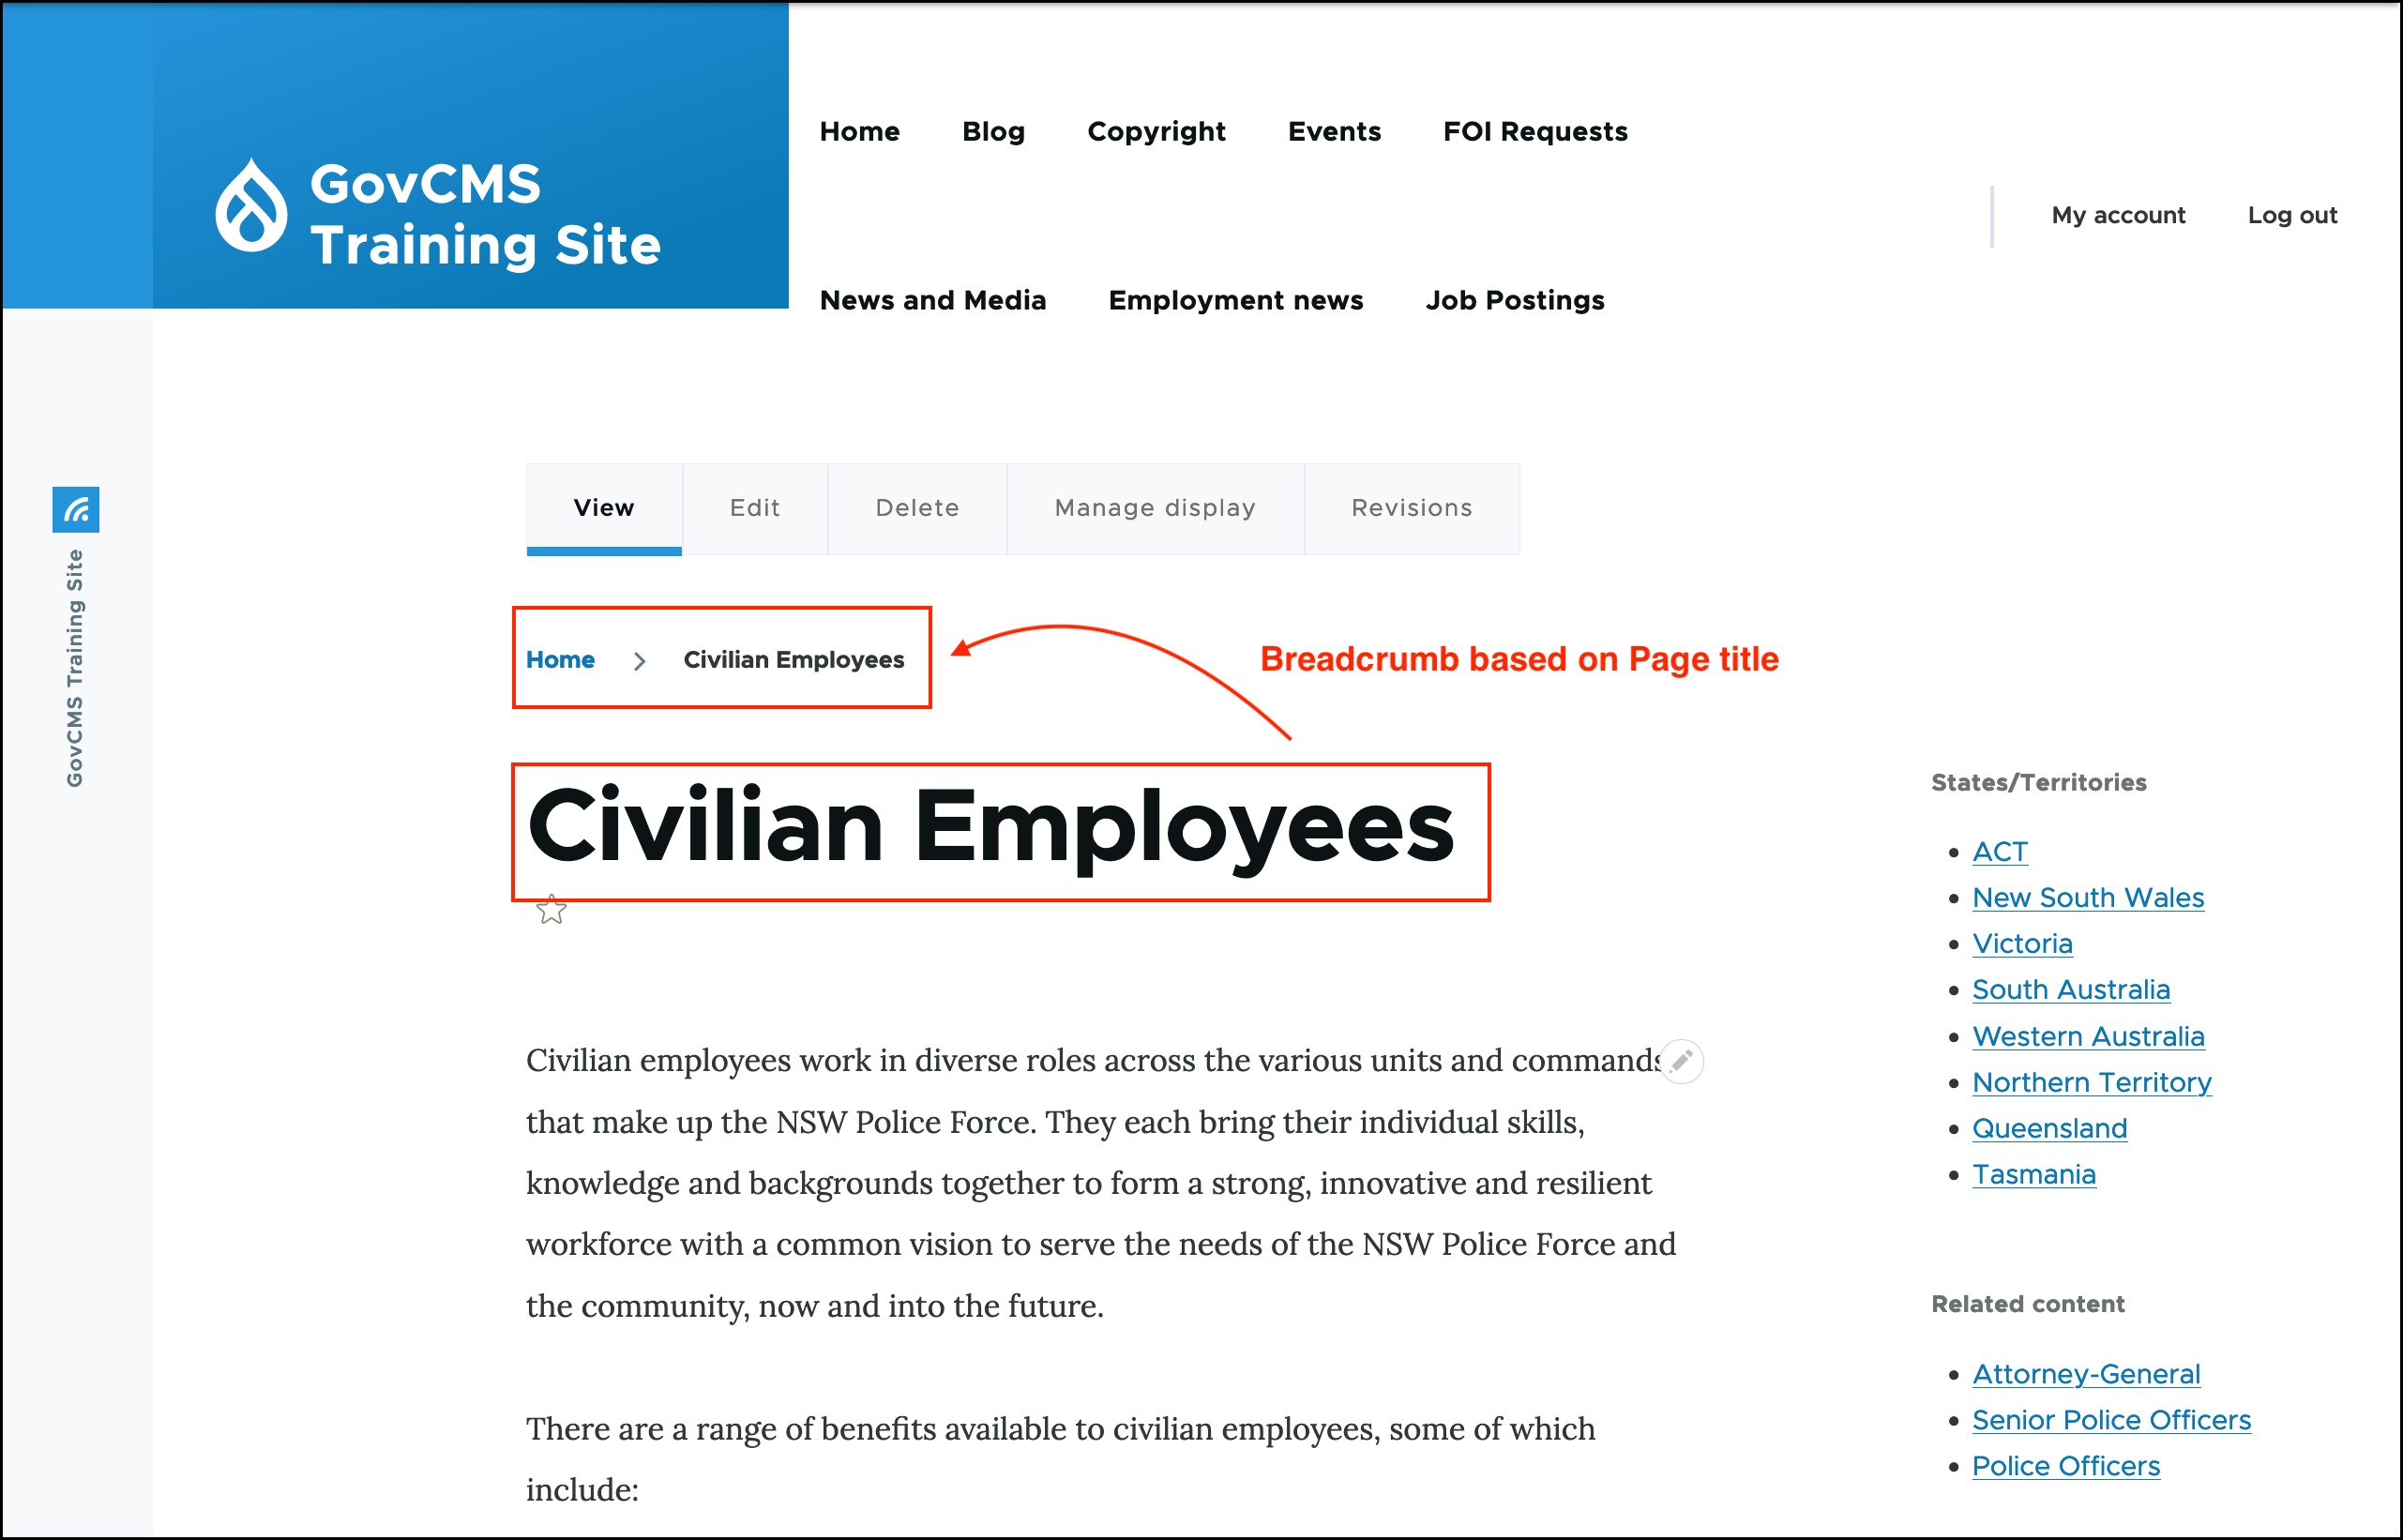 GovCMS
Training Site
Home Blog Copyright Events FOI Requests
News and Media Employment news Job Postings
My account Log out
GovCMS Training Site
View Edit Delete Manage display Revisions
Home > Civilian Employees
Breadcrumb based on Page title
Civilian Employees
Civilian employees work in diverse roles across the various units and commands
that make up the NSW Police Force. They each bring their individual skills,
knowledge and backgrounds together to form a strong, innovative and resilient
workforce with a common vision to serve the needs of the NSW Police Force and
the community, now and into the future.
There are a range of benefits available to civilian employees, some of which
include:
States/Territories
ACT
New South Wales
Victoria
South Australia
Western Australia
Northern Territory
Queensland
Tasmania
Related content
Attorney-General
Senior Police Officers
Police Officers